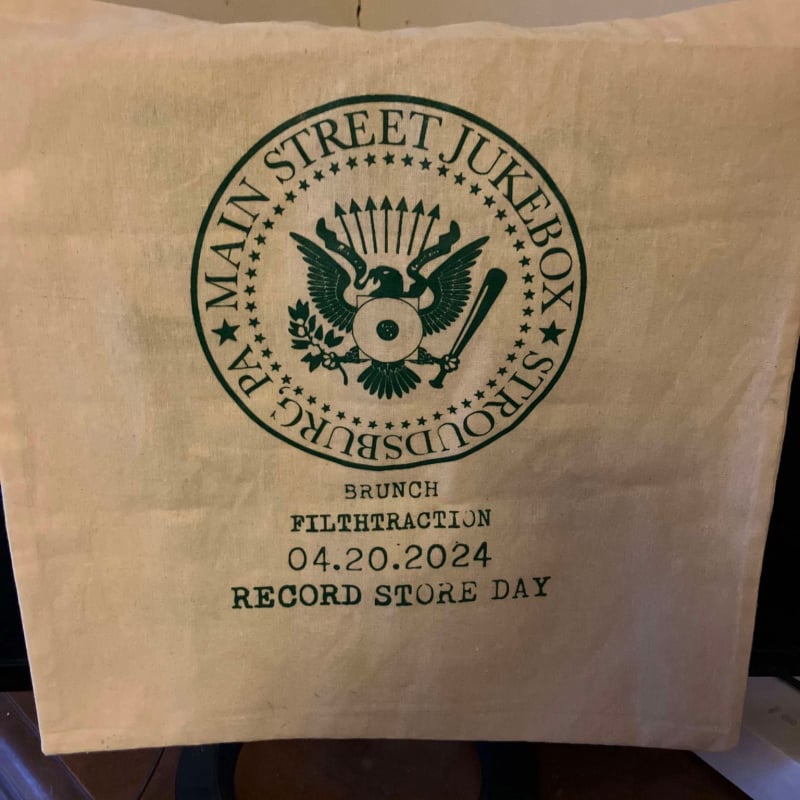 MAIN STREET JUKEBOX
STROUDSBURG, PA
BRUNCH
FILTHTRACTION
04.20.2024
RECORD STORE DAY